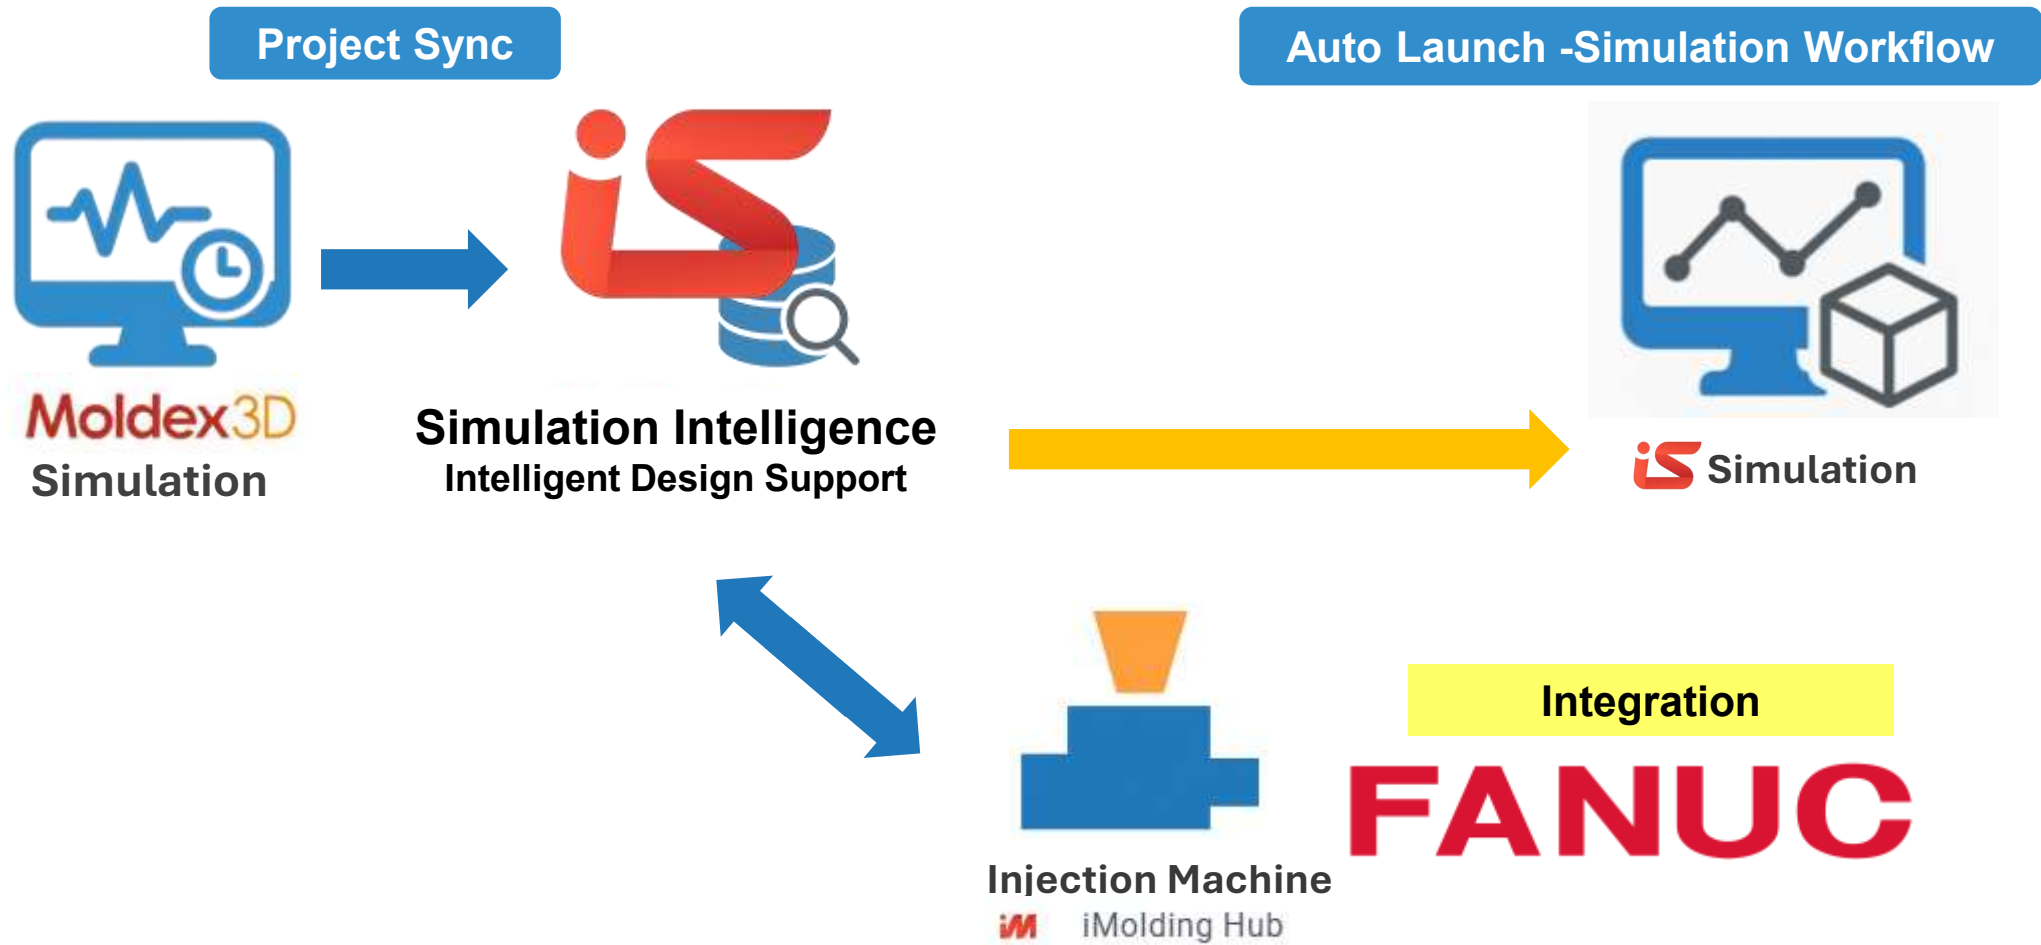 Project Sync
Auto Launch -Simulation Workflow
iS
Moldex3D
Simulation
Simulation Intelligence
Intelligent Design Support
iS Simulation
Integration
FANUC
Injection Machine
iM iMolding Hub